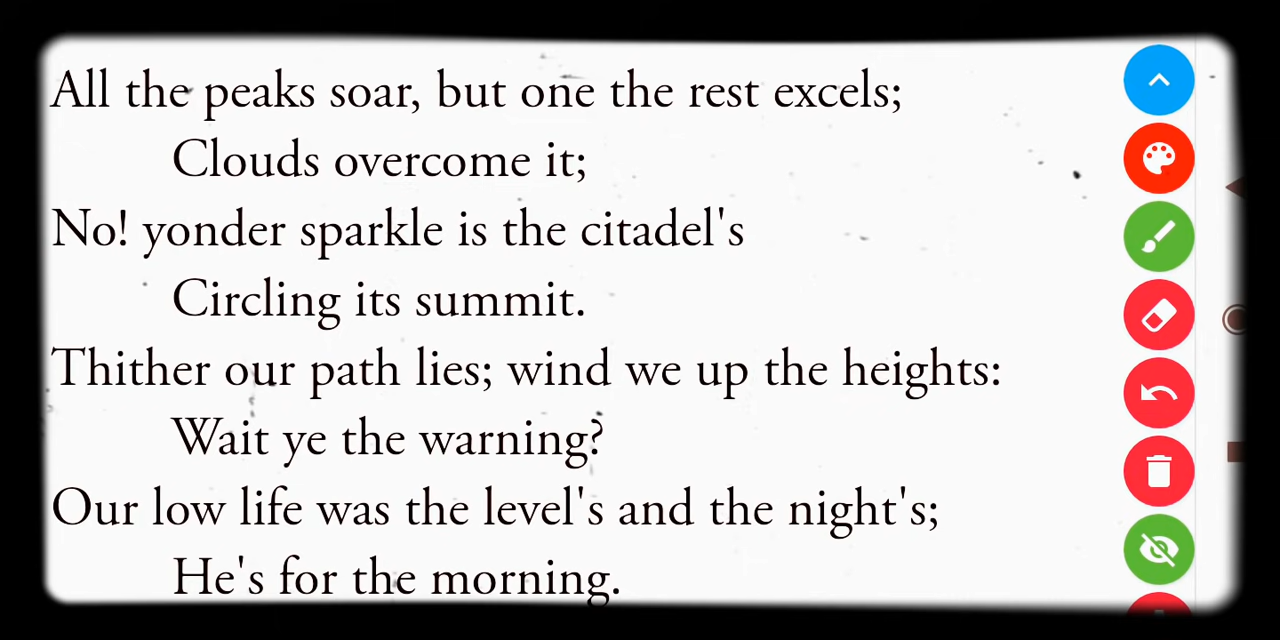 All the peaks soar, but one the rest excels;
Clouds overcome it;
No! yonder sparkle is the citadel's
Circling its summit.
Thither our path lies; wind we up the heights:
Wait ye the warning?
Our low life was the level's and the night's;
He's for the morning.